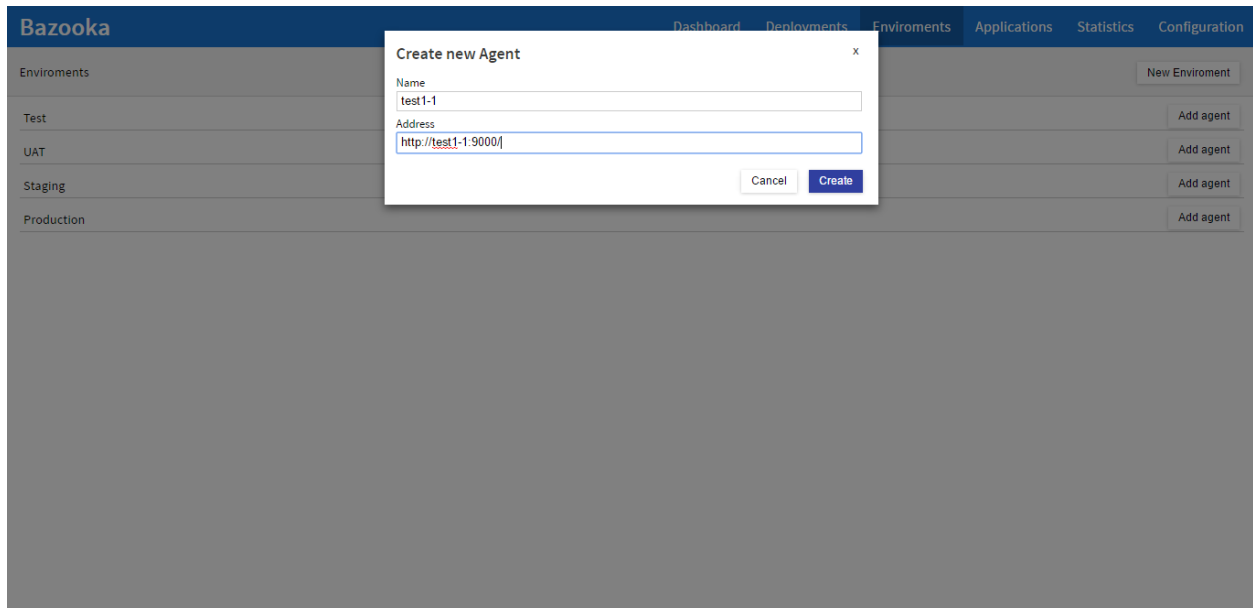 Bazooka
Dashboard Deployments Enviroments Applications Statistics Configuration
Enviroments
New Enviroment
Create new Agent
x
Name
test1-1
Address
http://test1-1:9000/
Cancel Create
Test
Add agent
UAT
Add agent
Staging
Add agent
Production
Add agent